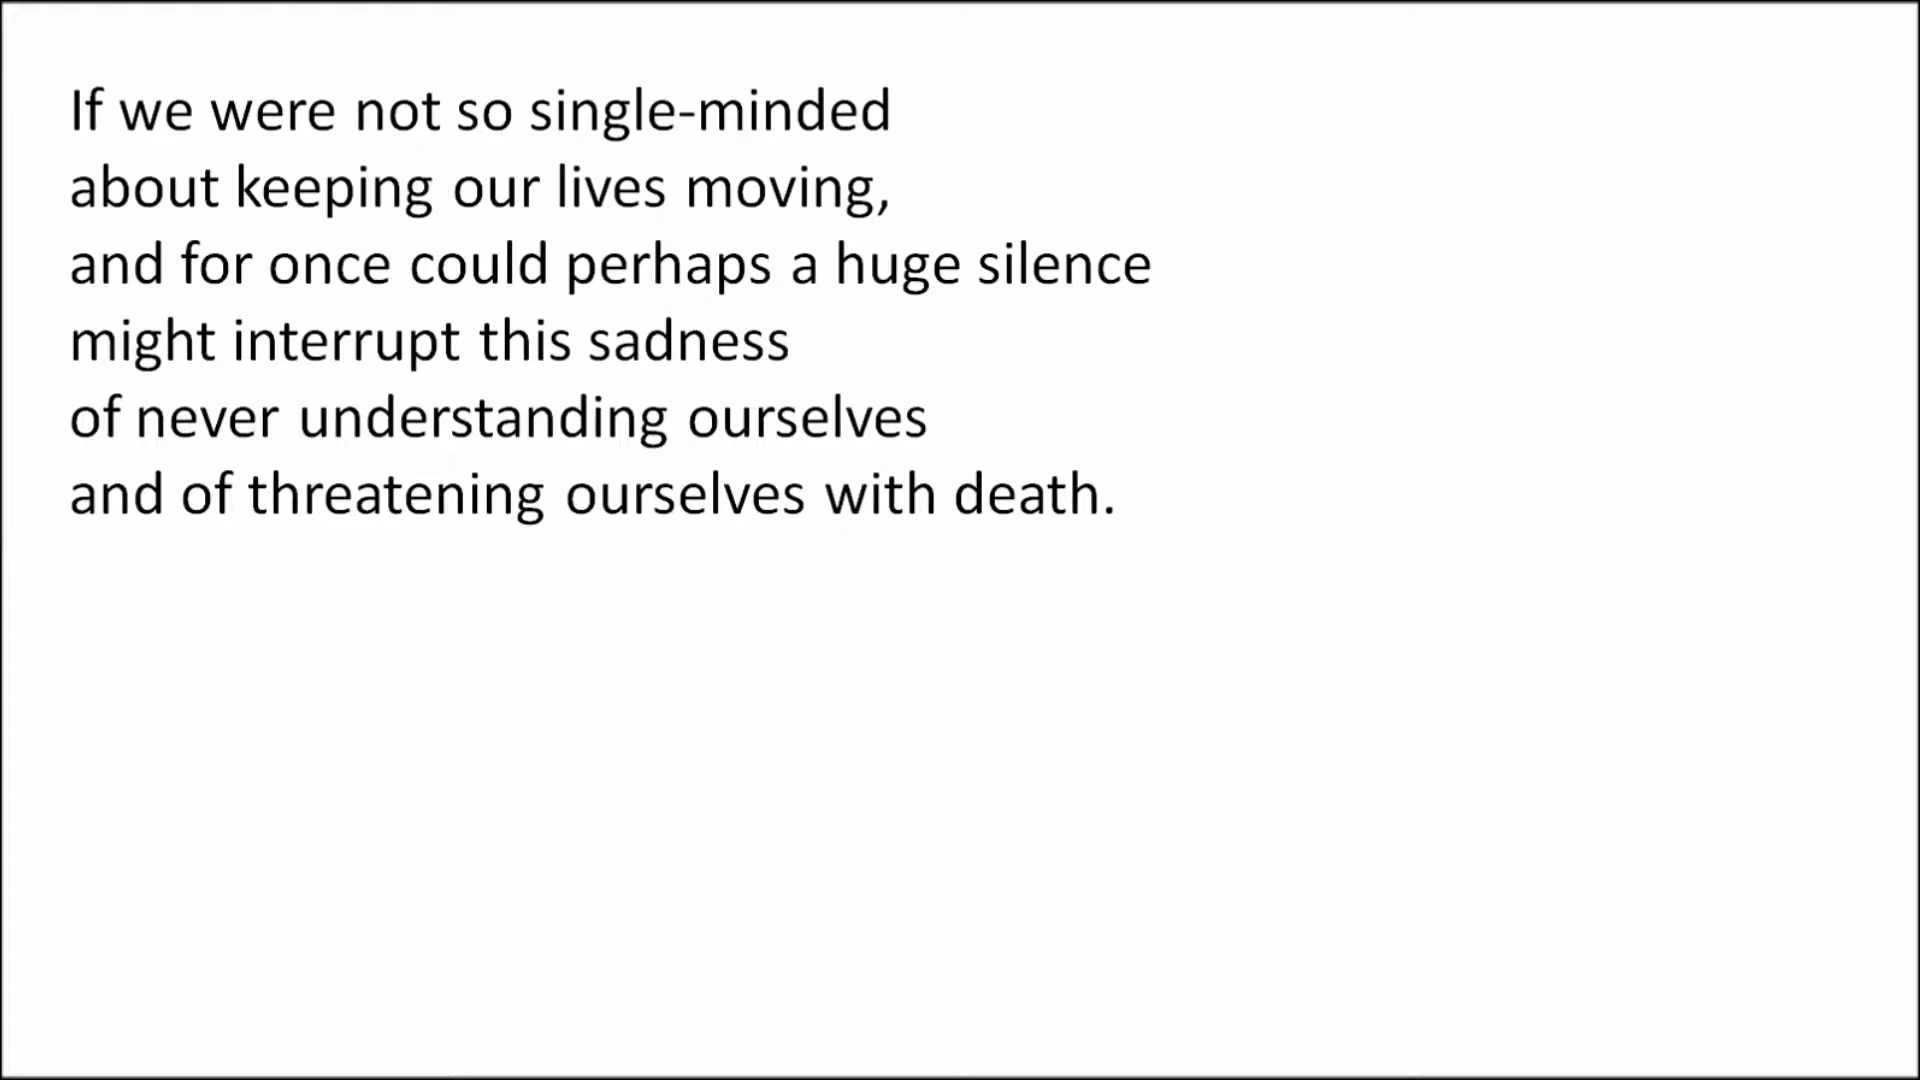 If we were not so single-minded
about keeping our lives moving,
and for once could perhaps a huge silence
might interrupt this sadness
of never understanding ourselves
and of threatening ourselves with death.